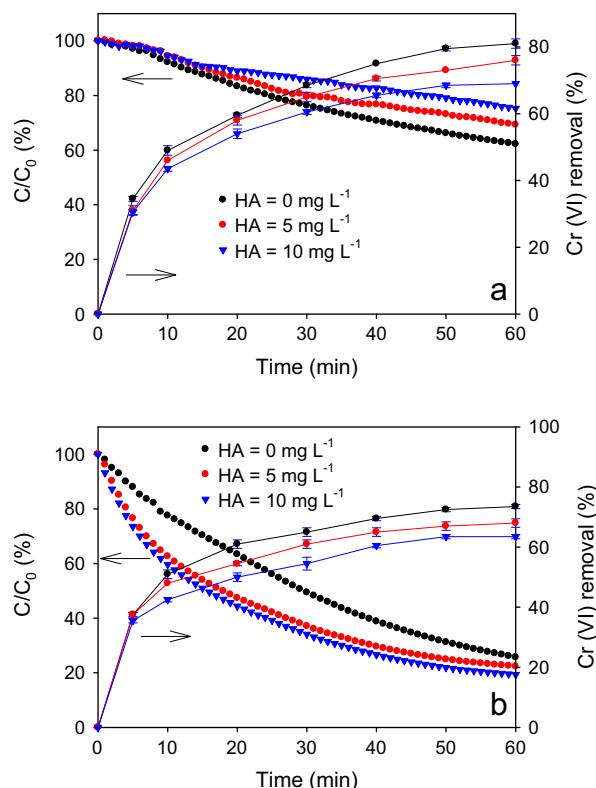 100
80
60
40
20
0
C/C₀ (%)
HA = 0 mg L⁻¹
HA = 5 mg L⁻¹
HA = 10 mg L⁻¹
a
80
60
40
20
0
Cr (VI) removal (%)
0 10 20 30 40 50 60
Time (min)
100
80
60
40
20
0
C/C₀ (%)
HA = 0 mg L⁻¹
HA = 5 mg L⁻¹
HA = 10 mg L⁻¹
b
100
80
60
40
20
0
Cr (VI) removal (%)
0 10 20 30 40 50 60
Time (min)